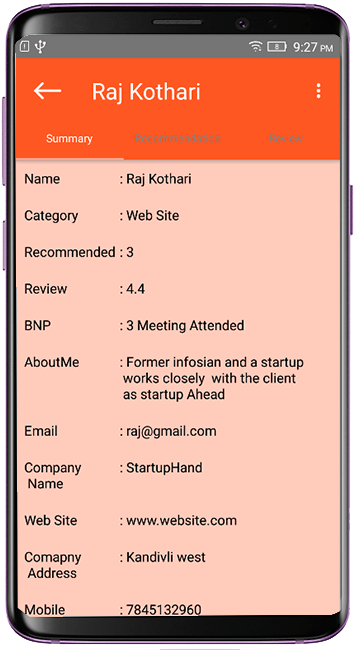 9:27 PM
Raj Kothari
Summary Recommendation Review
Name : Raj Kothari
Category : Web Site
Recommended : 3
Review : 4.4
BNP : 3 Meeting Attended
AboutMe : Former infosian and a startup
works closely with the client
as startup Ahead
Email : raj@gmail.com
Company : StartupHand
Name
Web Site : www.website.com
Comapny : Kandivli west
Address
Mobile : 7845132960